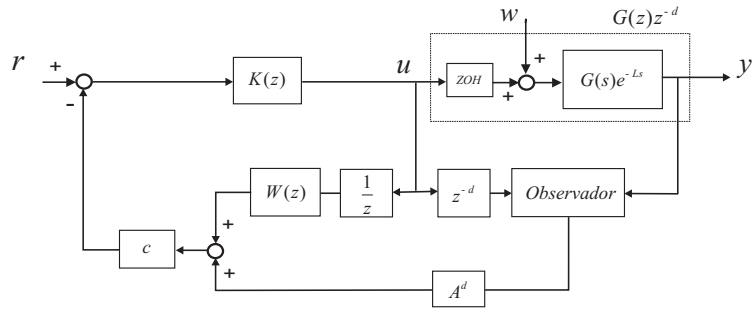 w
G(z)z^{-d}
r
+
-
K(z)
u
ZOH
+
+
G(s)e^{-Ls}
y
W(z)
1/z
z^{-d}
Observador
+
+
c
A^d